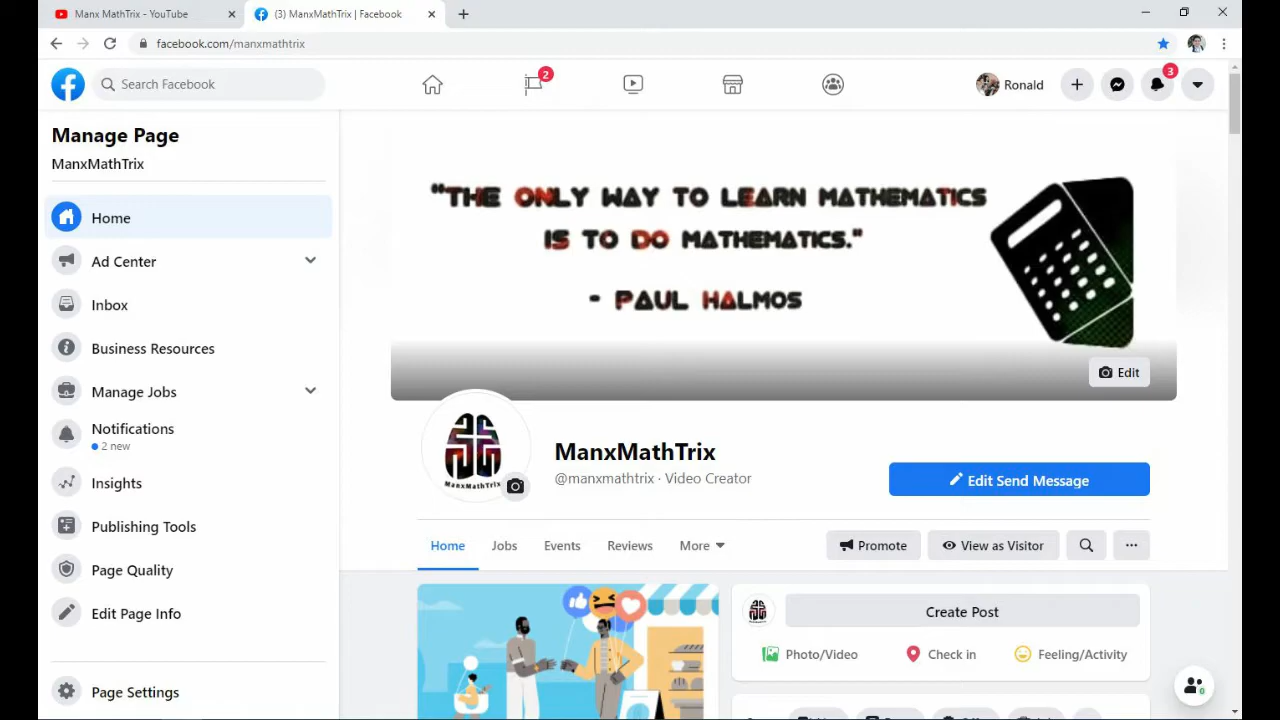 Manx MathTrix - YouTube
(3) ManxMathTrix | Facebook
facebook.com/manxmathtrix
Search Facebook
2
Ronald
3
Manage Page
ManxMathTrix
Home
Ad Center
Inbox
Business Resources
Manage Jobs
Notifications
2 new
Insights
Publishing Tools
Page Quality
Edit Page Info
Page Settings
"THE ONLY WAY TO LEARN MATHEMATICS
IS TO DO MATHEMATICS."
- PAUL HALMOS
Edit
ManxMathTrix
ManxMathTrix
@manxmathtrix · Video Creator
Edit Send Message
Home Jobs Events Reviews More
Promote
View as Visitor
Create Post
Photo/Video
Check in
Feeling/Activity